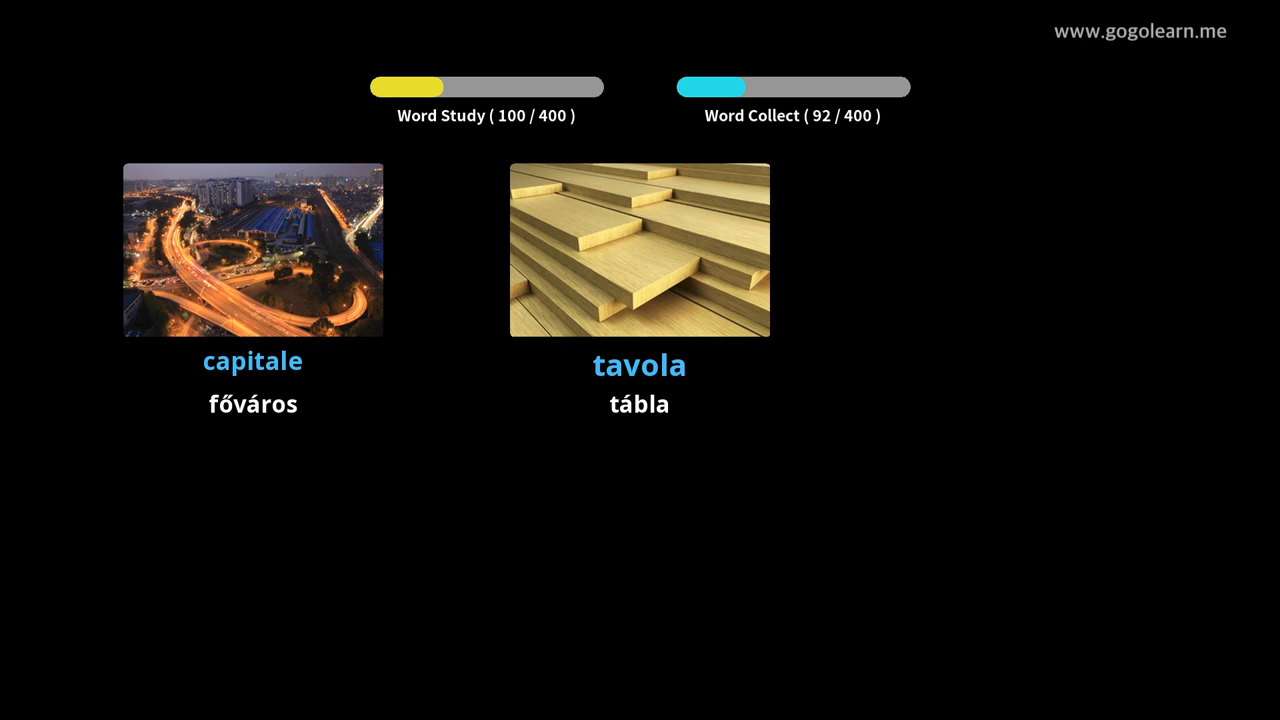 www.gogolearn.me
Word Study ( 100 / 400 )
Word Collect ( 92 / 400 )
capitale
tavola
főváros
tábla